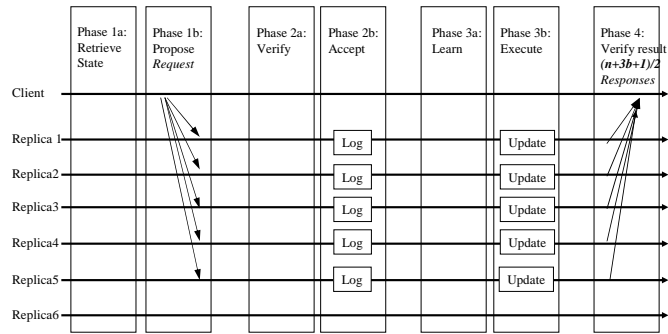 Phase 1a:
Retrieve
State
Phase 1b:
Propose
Request
Phase 2a:
Verify
Phase 2b:
Accept
Phase 3a:
Learn
Phase 3b:
Execute
Phase 4:
Verify result
(n+3b+1)/2
Responses
Client
Replica 1
Log
Update
Replica2
Log
Update
Replica3
Log
Update
Replica4
Log
Update
Replica5
Log
Update
Replica6